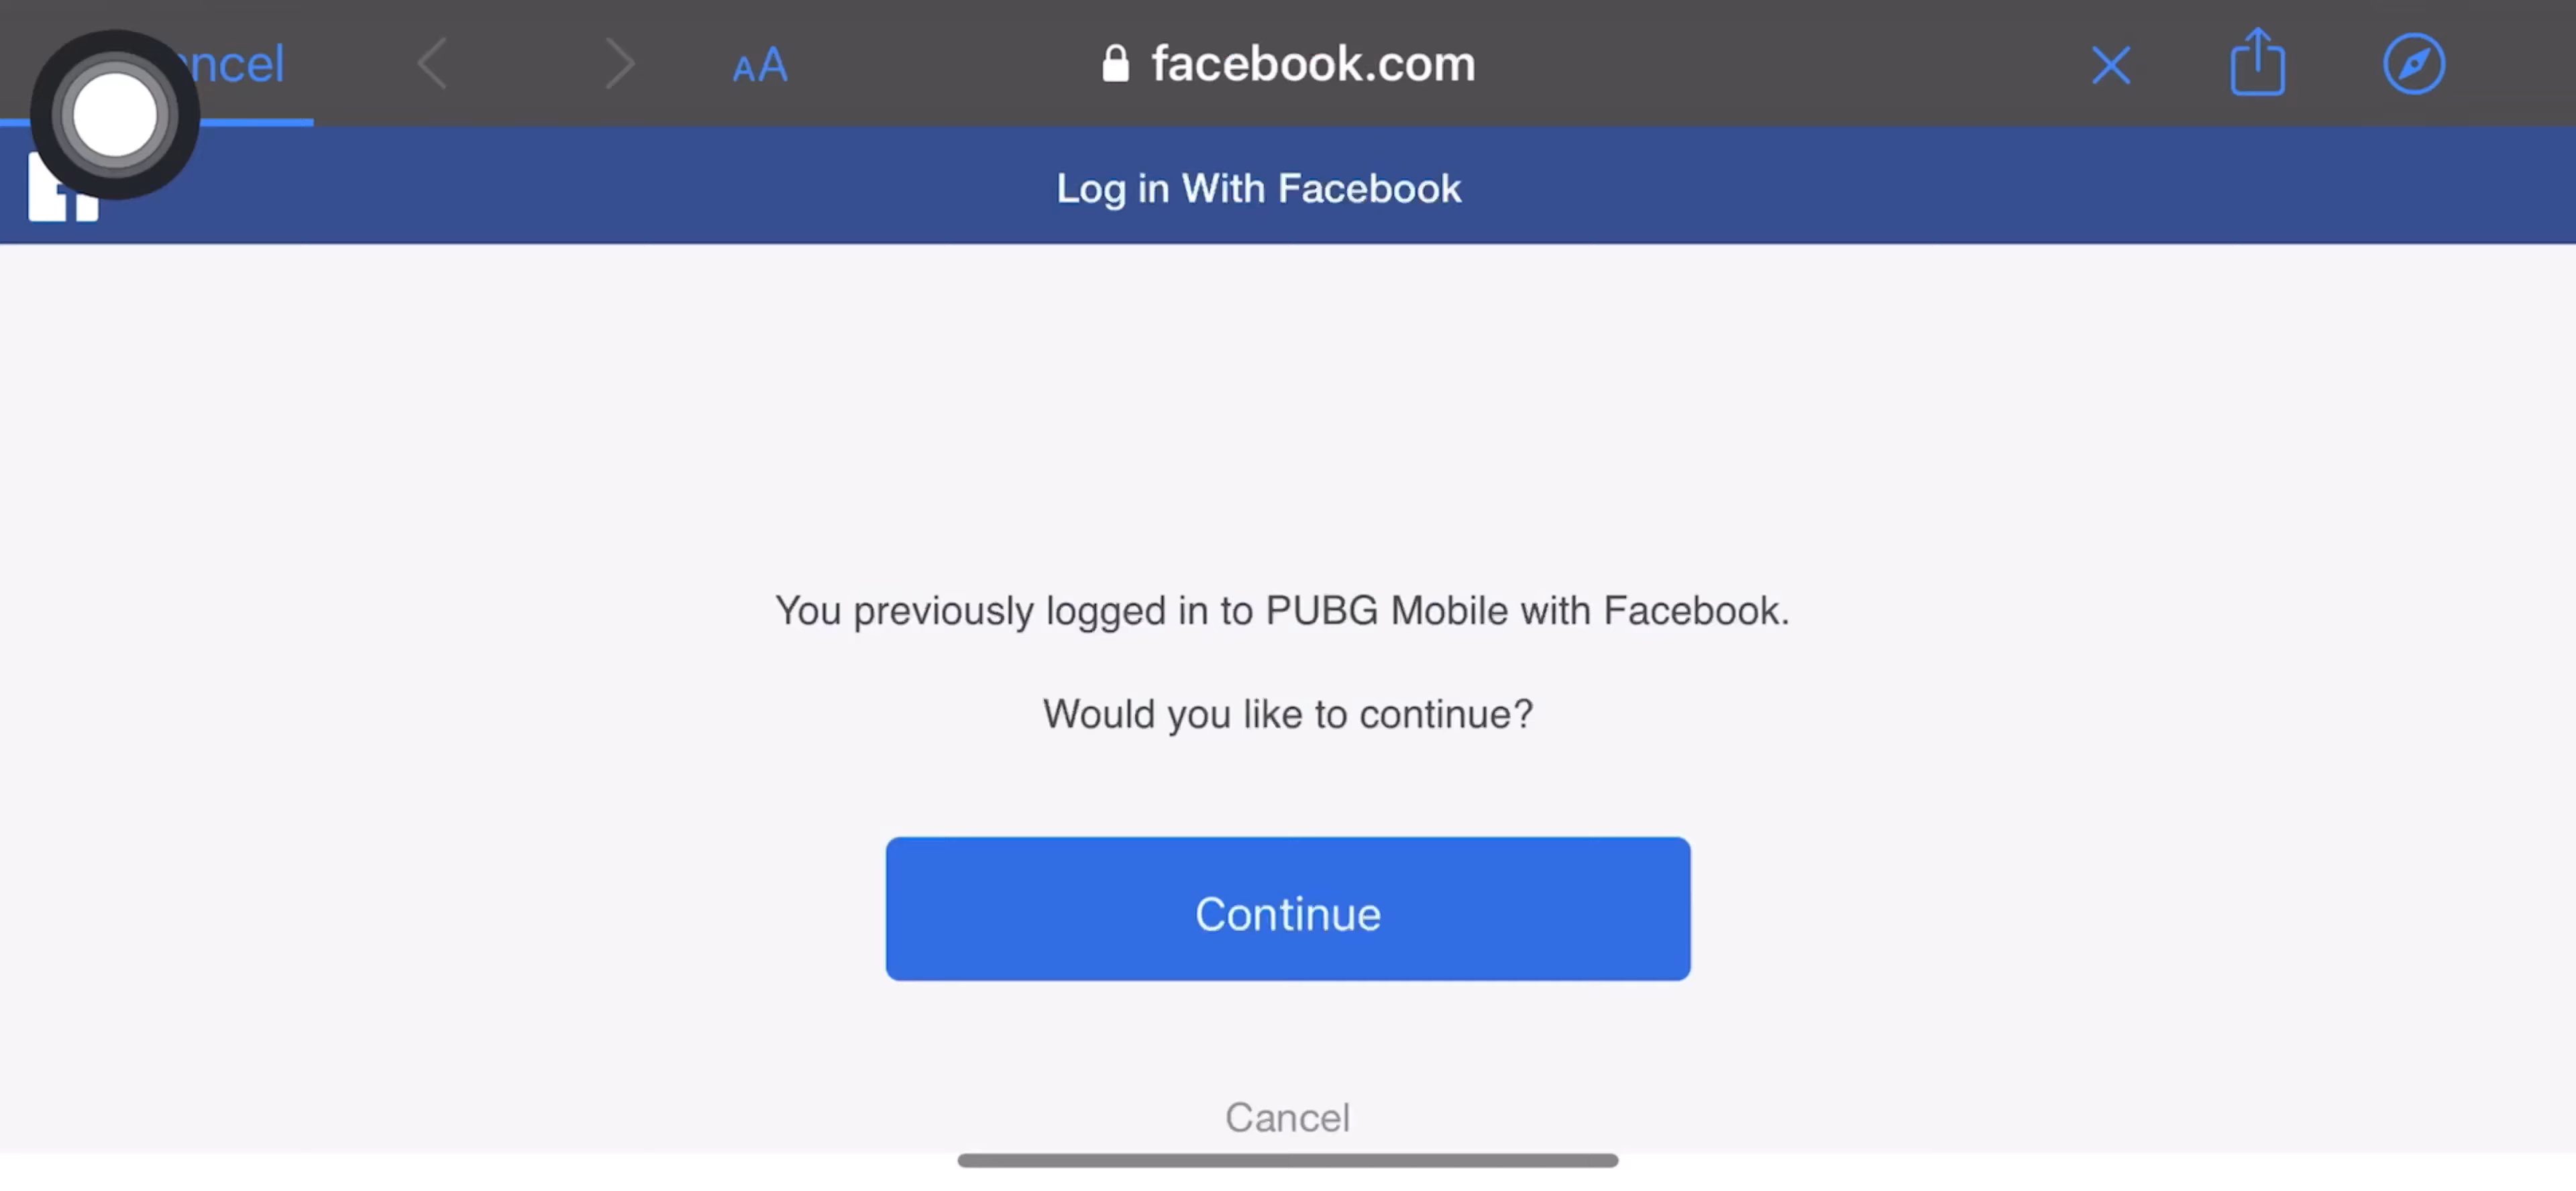 AA
facebook.com
Log in With Facebook
You previously logged in to PUBG Mobile with Facebook.
Would you like to continue?
Continue
Cancel